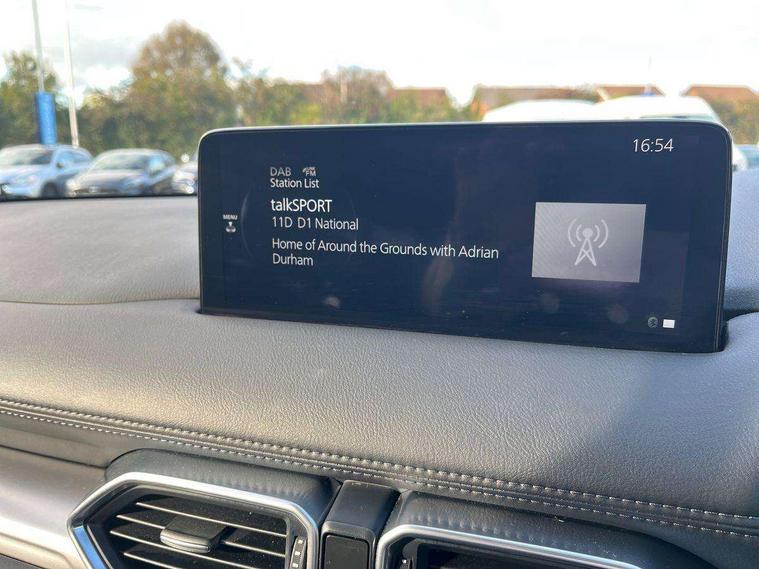 16:54
DAB FM
Station List
talkSPORT
MENU
11D D1 National
Home of Around the Grounds with Adrian
Durham